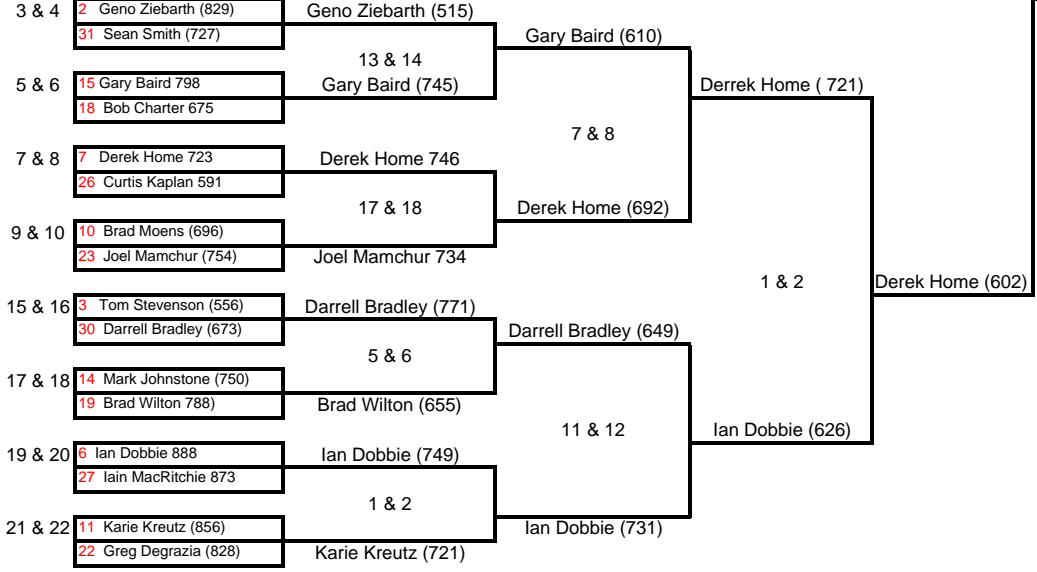 3 & 4
2 Geno Ziebarth (829)
31 Sean Smith (727)
5 & 6
15 Gary Baird 798
18 Bob Charter 675
7 & 8
7 Derek Home 723
26 Curtis Kaplan 591
9 & 10
10 Brad Moens (696)
23 Joel Mamchur (754)
15 & 16
3 Tom Stevenson (556)
30 Darrell Bradley (673)
17 & 18
14 Mark Johnstone (750)
19 Brad Wilton 788)
19 & 20
6 Ian Dobbie 888
27 Iain MacRitchie 873
21 & 22
11 Karie Kreutz (856)
22 Greg Degrazia (828)
Geno Ziebarth (515)
13 & 14
Gary Baird (745)
Derek Home 746
17 & 18
Joel Mamchur 734
Darrell Bradley (771)
5 & 6
Brad Wilton (655)
Ian Dobbie (749)
1 & 2
Karie Kreutz (721)
Gary Baird (610)
7 & 8
Derek Home (692)
Darrell Bradley (649)
11 & 12
Ian Dobbie (731)
Derrek Home ( 721)
1 & 2
Ian Dobbie (626)
Derek Home (602)